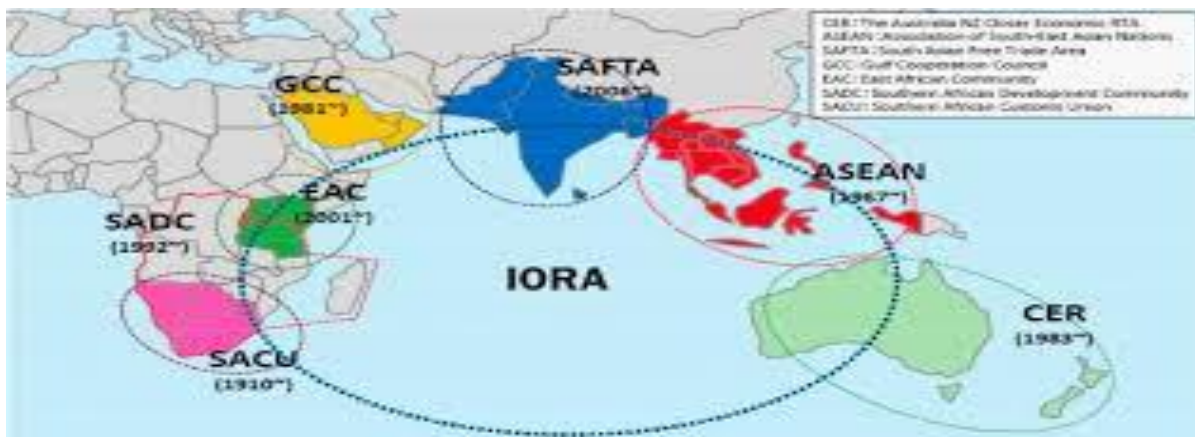 CER : The Australia NZ Closer Economic RTA
ASEAN : Association of South-East Asian Nations
SAFTA : South Asian Free Trade Area
GCC : Gulf Cooperation Council
EAC : East African Community
SADC : Southern African Development Community
SACU : Southern African Customs Union
SAFTA
(2006~)
GCC
(1981~)
ASEAN
(1967~)
EAC
(2001~)
SADC
(1992~)
IORA
CER
(1983~)
SACU
(1910~)